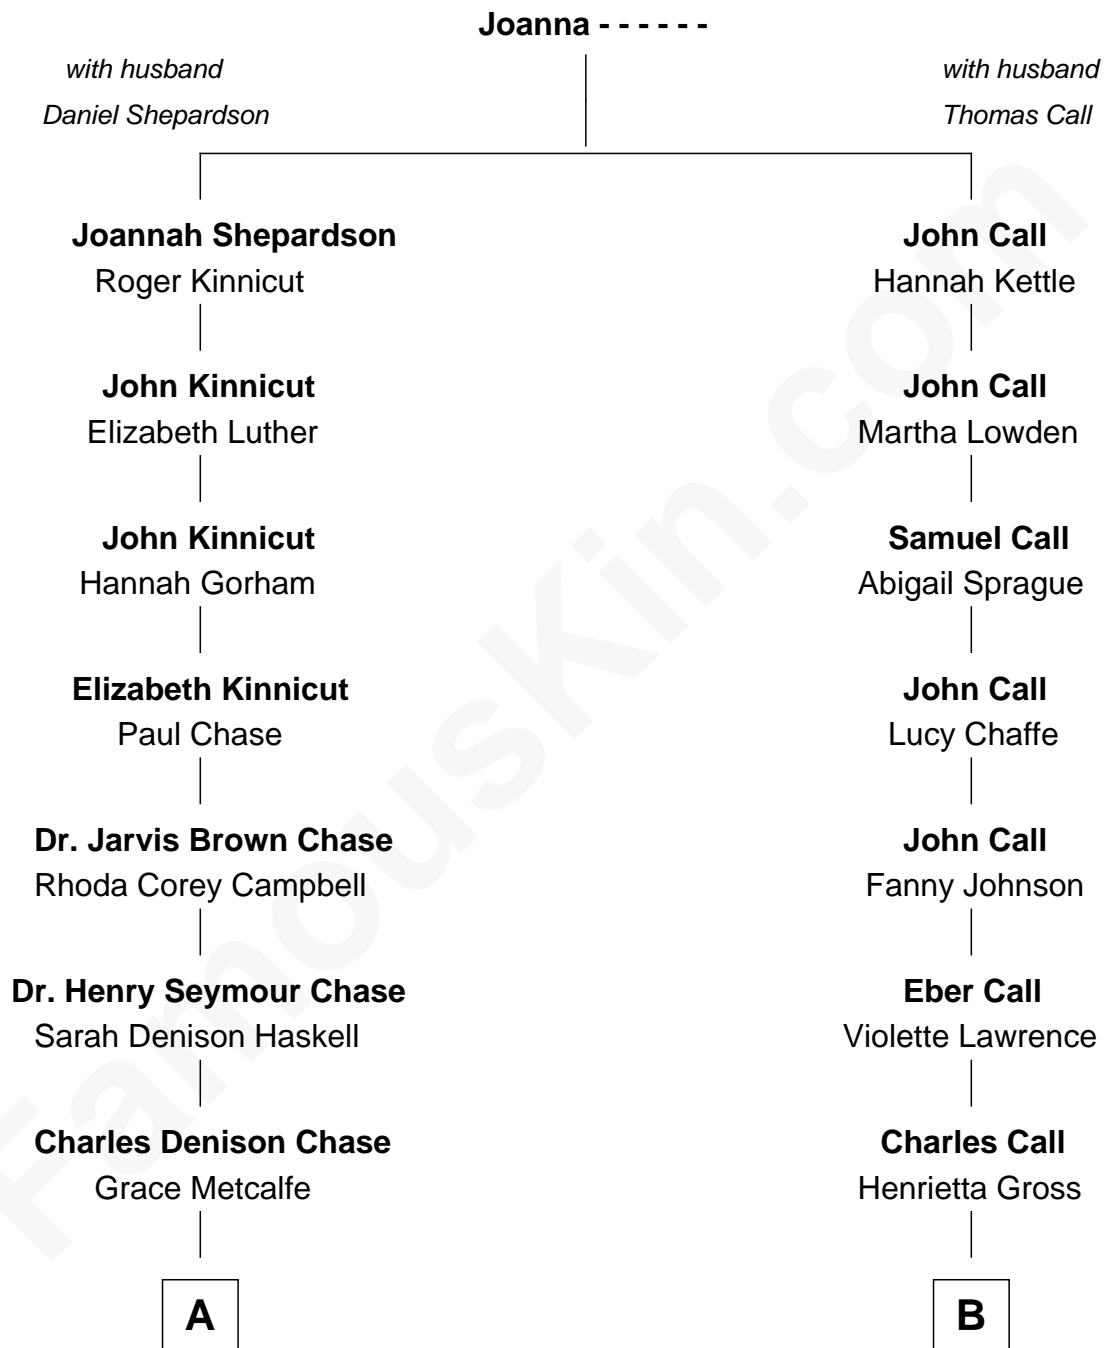 Joanna - - - - - -
with husband
Daniel Shepardson
with husband
Thomas Call
Joannah Shepardson
Roger Kinnicut
John Call
Hannah Kettle
John Kinnicut
Elizabeth Luther
John Call
Martha Lowden
John Kinnicut
Hannah Gorham
Samuel Call
Abigail Sprague
Elizabeth Kinnicut
Paul Chase
John Call
Lucy Chaffe
Dr. Jarvis Brown Chase
Rhoda Corey Campbell
John Call
Fanny Johnson
Dr. Henry Seymour Chase
Sarah Denison Haskell
Eber Call
Violette Lawrence
Charles Denison Chase
Grace Metcalfe
Charles Call
Henrietta Gross
A
B
FamousKin.com